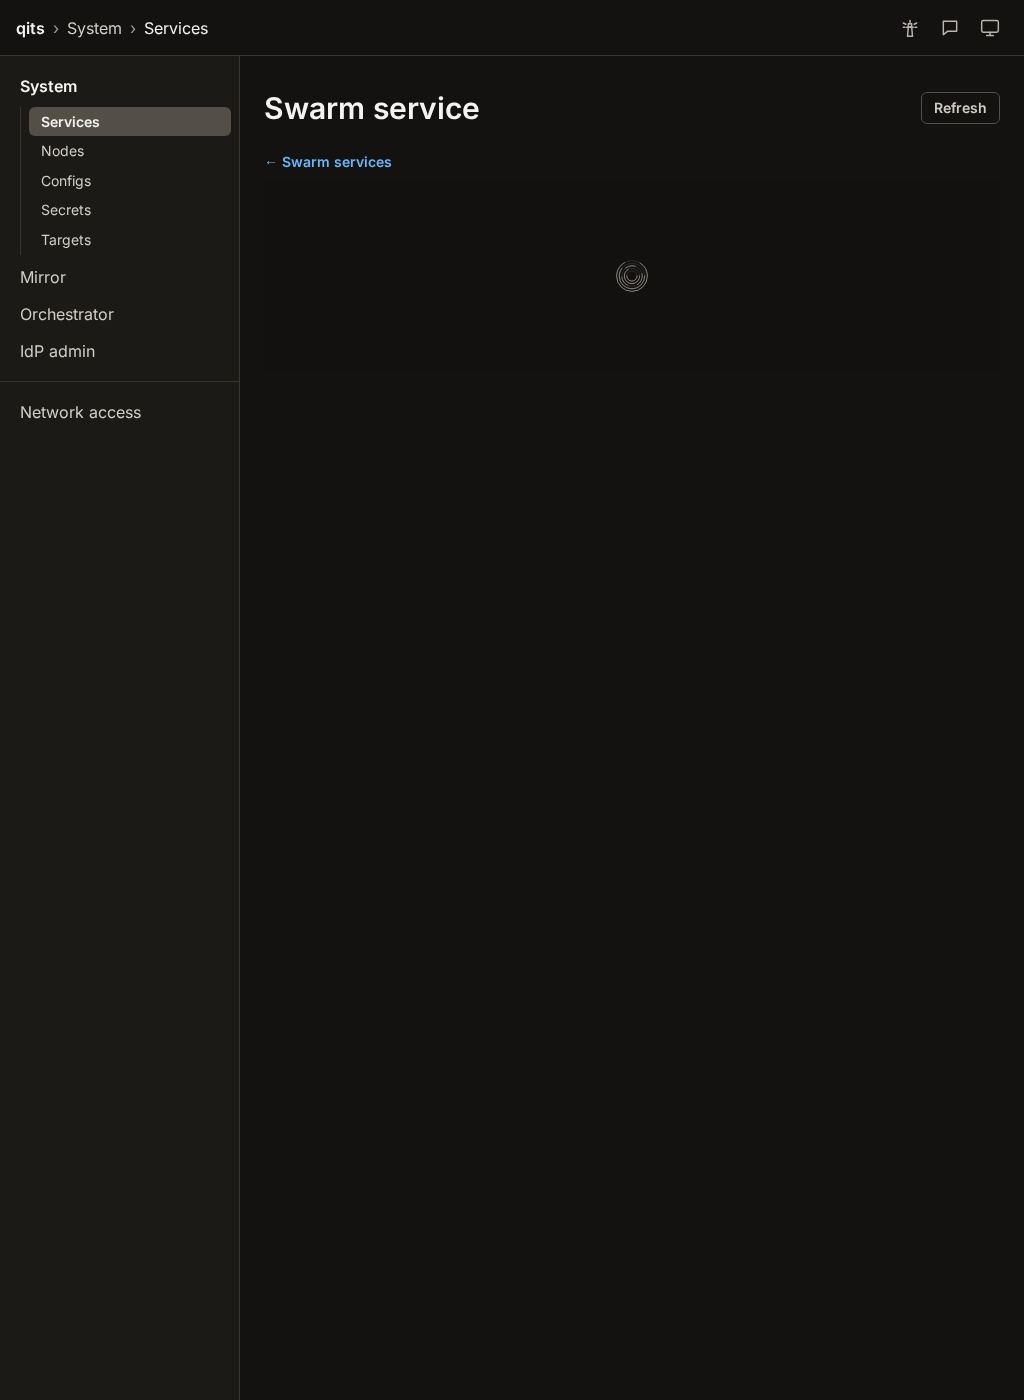 qits › System › Services
System
Services
Nodes
Configs
Secrets
Targets
Mirror
Orchestrator
IdP admin
Network access
Swarm service
Refresh
← Swarm services